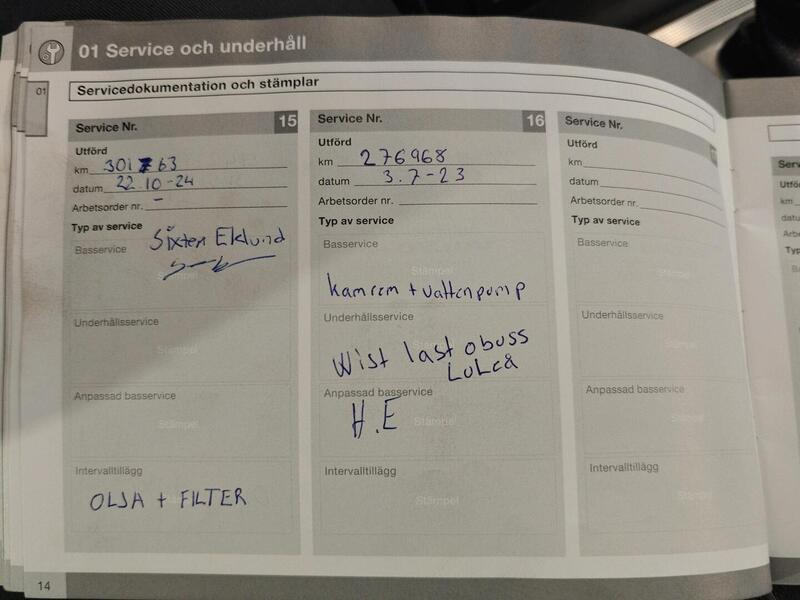 01 Service och underhåll
01
Servicedokumentation och stämplar
Service Nr. 15
Utförd
km 301763
datum 22.10-24
Arbetsorder nr. -
Typ av service
Sixten Eklund
Basservice
Underhållsservice
Stämpel
Anpassad basservice
Stämpel
Intervalltillägg
OLJA + FILTER
Service Nr. 16
Utförd
km 276968
datum 3.7-23
Arbetsorder nr.
Typ av service
Basservice
Stämpel
kamrem + vattenpump
Underhållsservice
Wist last o buss
LuLeå
Anpassad basservice
H.E Stämpel
Intervalltillägg
Stämpel
Service Nr.
Utförd
km
datum
Arbetsorder nr.
Typ av service
Basservice
Stämpel
Underhållsservice
Stämpel
Anpassad basservice
Stämpel
Intervalltillägg
Stämpel
14